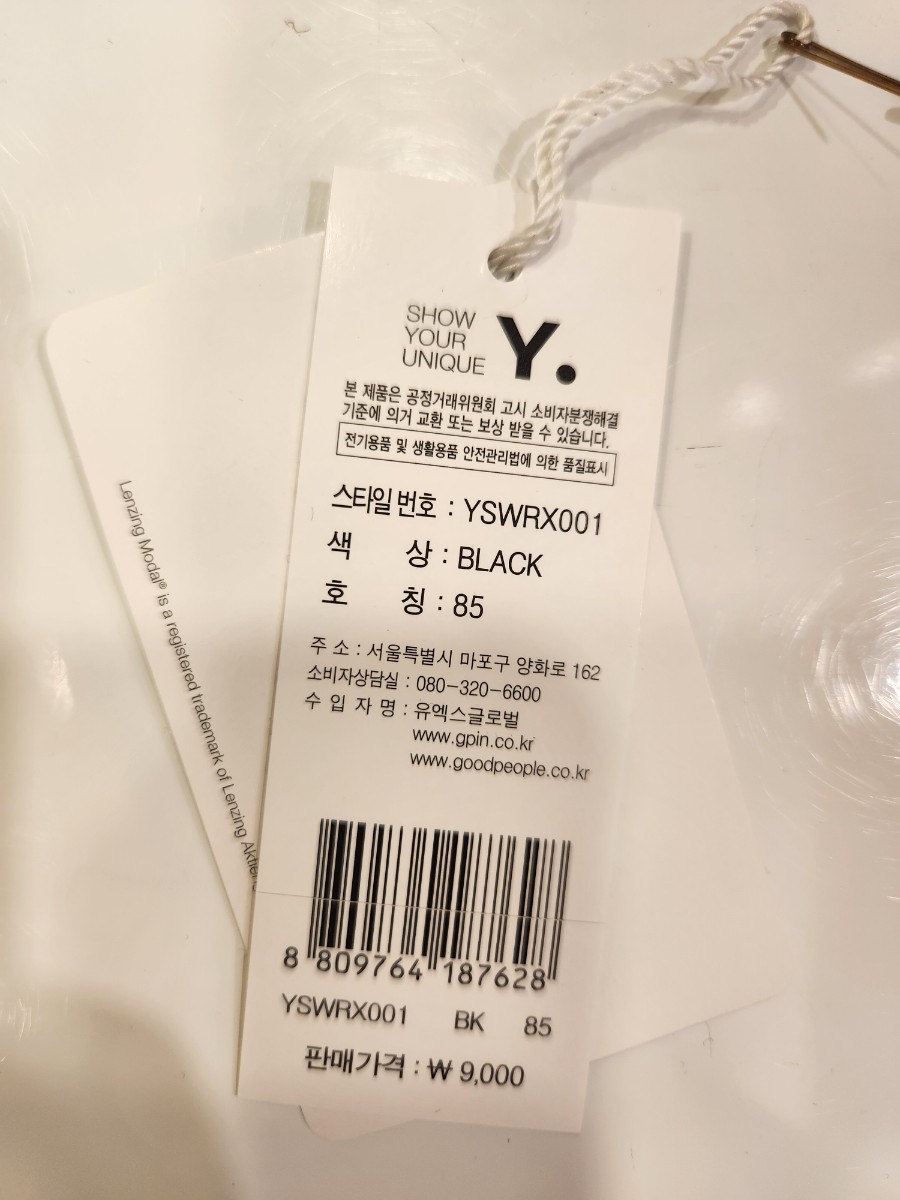 SHOW
YOUR
UNIQUE
Y.
본 제품은 공정거래위원회 고시 소비자분쟁해결
기준에 의거 교환 또는 보상 받을 수 있습니다.
전기용품 및 생활용품 안전관리법에 의한 품질표시
스타일 번호 : YSWRX001
색 상 : BLACK
호 칭 : 85
주 소 : 서울특별시 마포구 양화로 162
소비자상담실 : 080-320-6600
수 입 자 명 : 유엑스글로벌
www.gpin.co.kr
www.goodpeople.co.kr
8 809764 187628
YSWRX001 BK 85
판매가격 : ₩ 9,000
Lenzing Modal® is a registered trademark of Lenzing